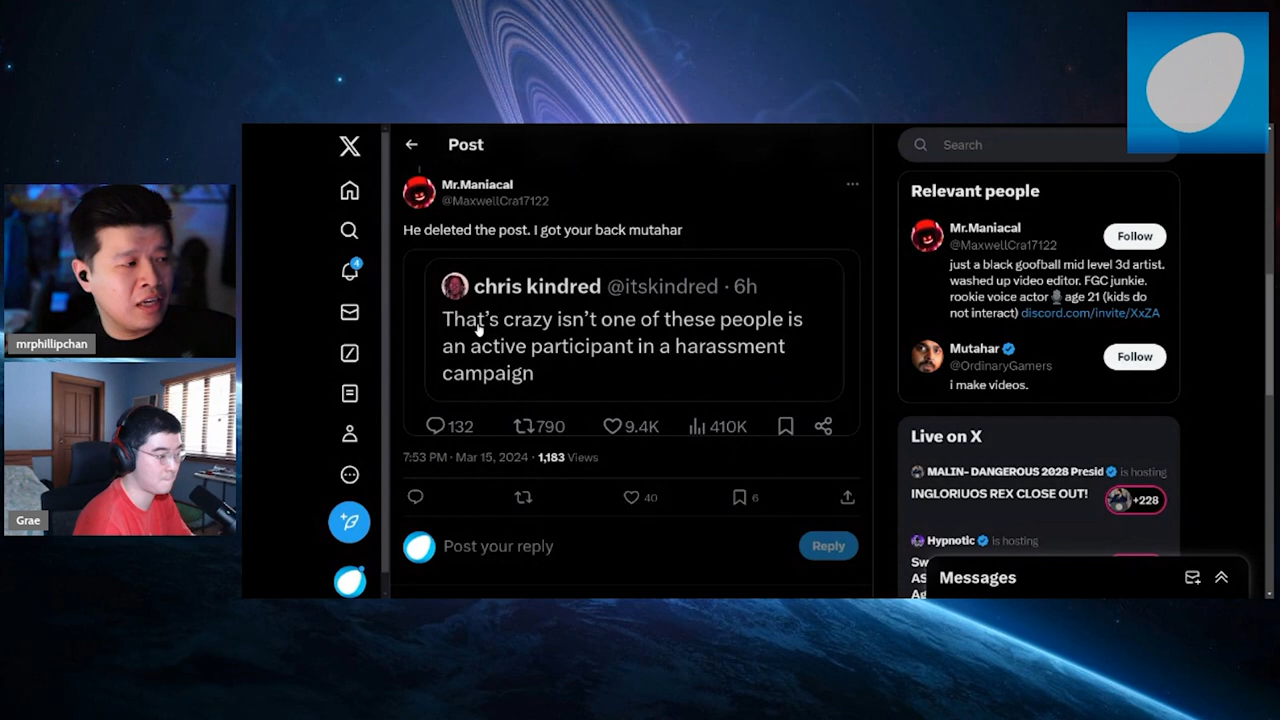 Post
Search
Mr.Maniacal
@MaxwellCra17122
He deleted the post. I got your back mutahar
chris kindred @itskindred · 6h
That's crazy isn't one of these people is
an active participant in a harassment
campaign
132 790 9.4K 410K
7:53 PM · Mar 15, 2024 · 1,183 Views
40 6
Post your reply
Reply
4
Relevant people
Mr.Maniacal
@MaxwellCra17122
Follow
just a black goofball mid level 3d artist.
washed up video editor. FGC junkie.
rookie voice actor🎙️age 21 (kids do
not interact) discord.com/invite/XxZA
Mutahar
@OrdinaryGamers
Follow
i make videos.
Live on X
MALIN- DANGEROUS 2028 Presid is hosting
INGLORIUOS REX CLOSE OUT!
+228
Hypnotic is hosting
Sw
AS
Ag
Messages
mrphillipchan
Grae